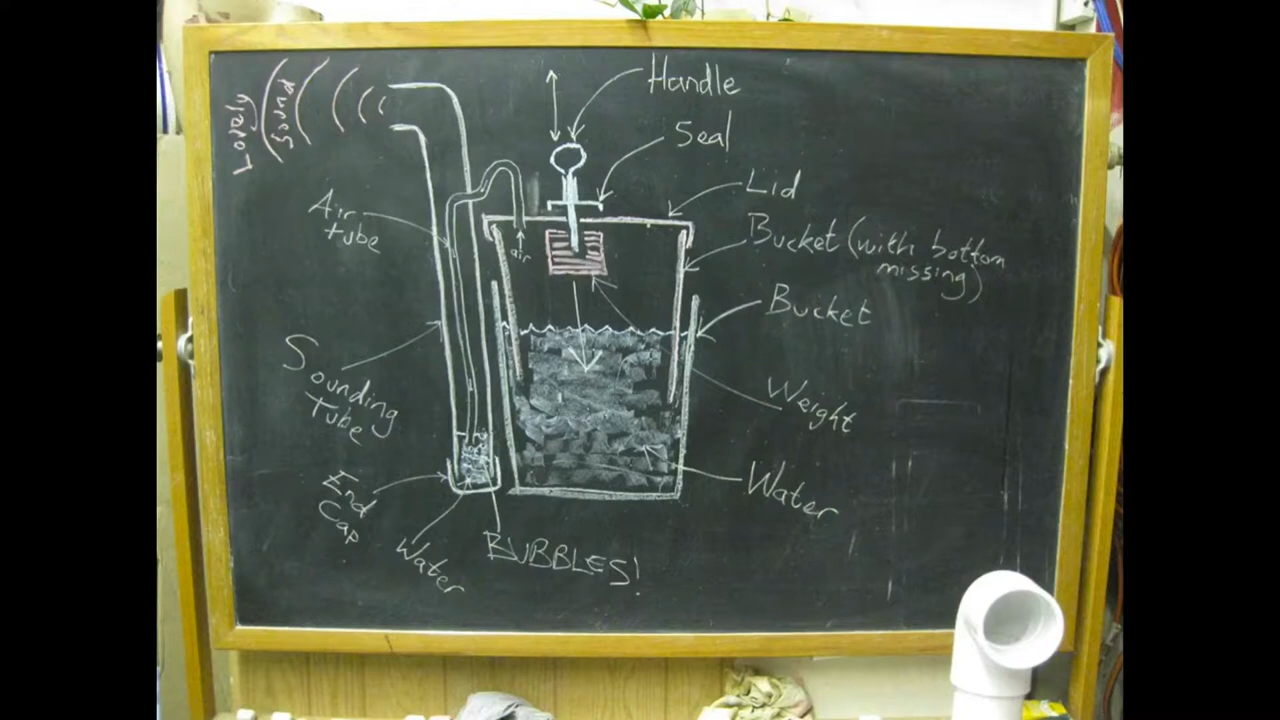 Handle
Lovely
Sound
Seal
Lid
Air
tube
Bucket (with bottom
missing)
air
Bucket
Sounding
Tube
Weight
End
Cap
Water
Water
BUBBLES!